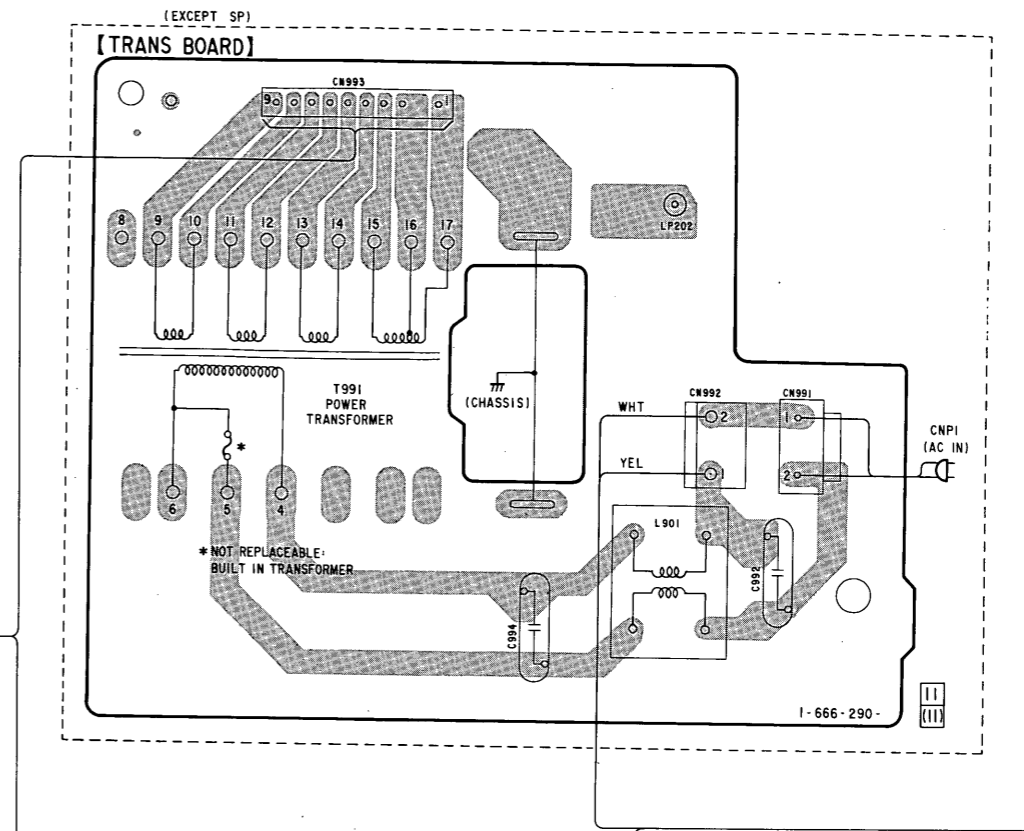 (EXCEPT SP)
【TRANS BOARD】
CN993
9 1
8 9 10 11 12 13 14 15 16 17
LP202
T991
POWER
TRANSFORMER
(CHASSIS)
*
6 5 4
* NOT REPLACEABLE:
BUILT IN TRANSFORMER
CN992
CN991
WHT
2
1
YEL
1
2
CNP1
(AC IN)
L901
C992
C994
1-666-290-
11
(11)